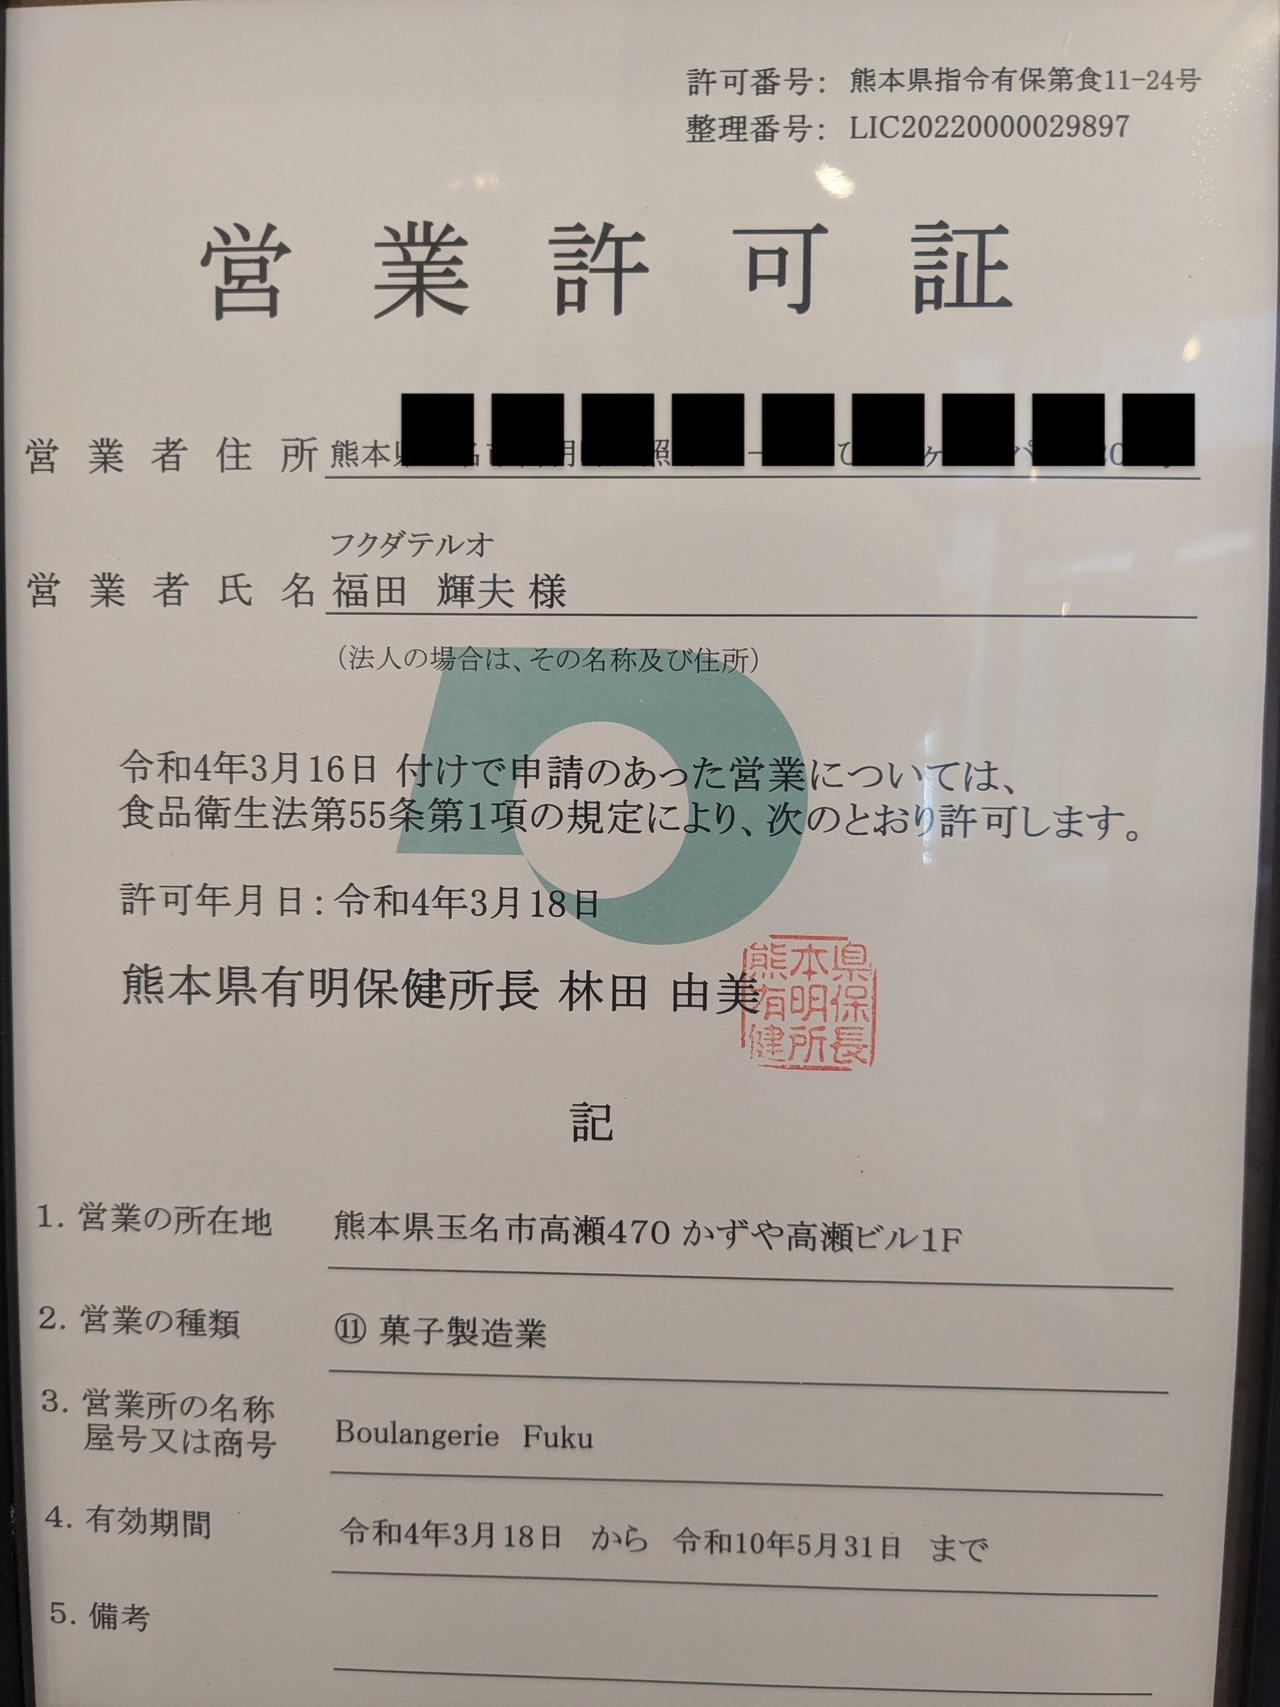 許可番号： 熊本県指令有保第食11-24号
整理番号： LIC20220000029897
営業許可証
営業者住所 熊本
フクダテルオ
営業者氏名 福田 輝夫 様
（法人の場合は、その名称及び住所）
令和4年3月16日 付けで申請のあった営業については、
食品衛生法第55条第1項の規定により、次のとおり許可します。
許可年月日：令和4年3月18日
熊本県有明保健所長 林田 由美
熊本県
有明保
健所長
記
1. 営業の所在地 熊本県玉名市高瀬470 かずや高瀬ビル1F
2. 営業の種類 ⑪ 菓子製造業
3. 営業所の名称
屋号又は商号 Boulangerie Fuku
4. 有効期間 令和4年3月18日 から 令和10年5月31日 まで
5. 備考